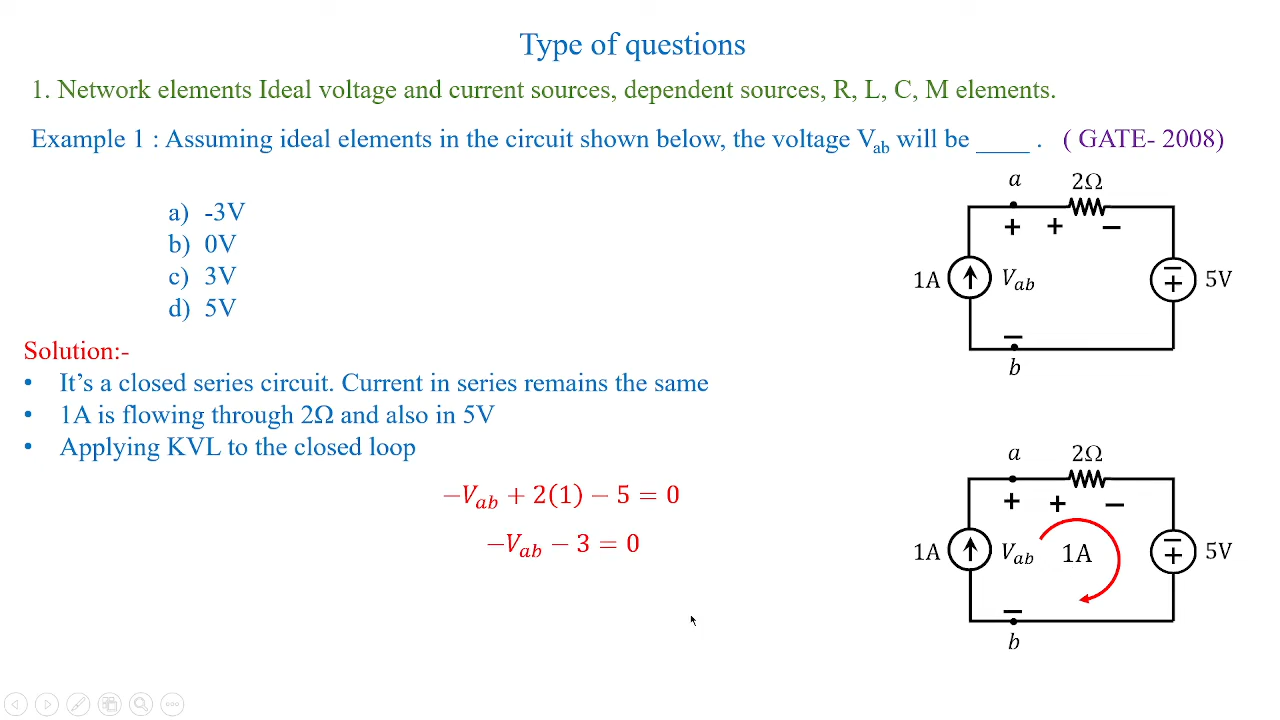 Type of questions
1. Network elements Ideal voltage and current sources, dependent sources, R, L, C, M elements.
Example 1 : Assuming ideal elements in the circuit shown below, the voltage Vab will be ____ . ( GATE- 2008)
a) -3V
b) 0V
c) 3V
d) 5V
a 2Ω
+ + −
1A Vab − + 5V
−
b
Solution:-
• It’s a closed series circuit. Current in series remains the same
• 1A is flowing through 2Ω and also in 5V
• Applying KVL to the closed loop
−Vab + 2(1) − 5 = 0
−Vab − 3 = 0
a 2Ω
+ + −
1A Vab 1A − + 5V
−
b